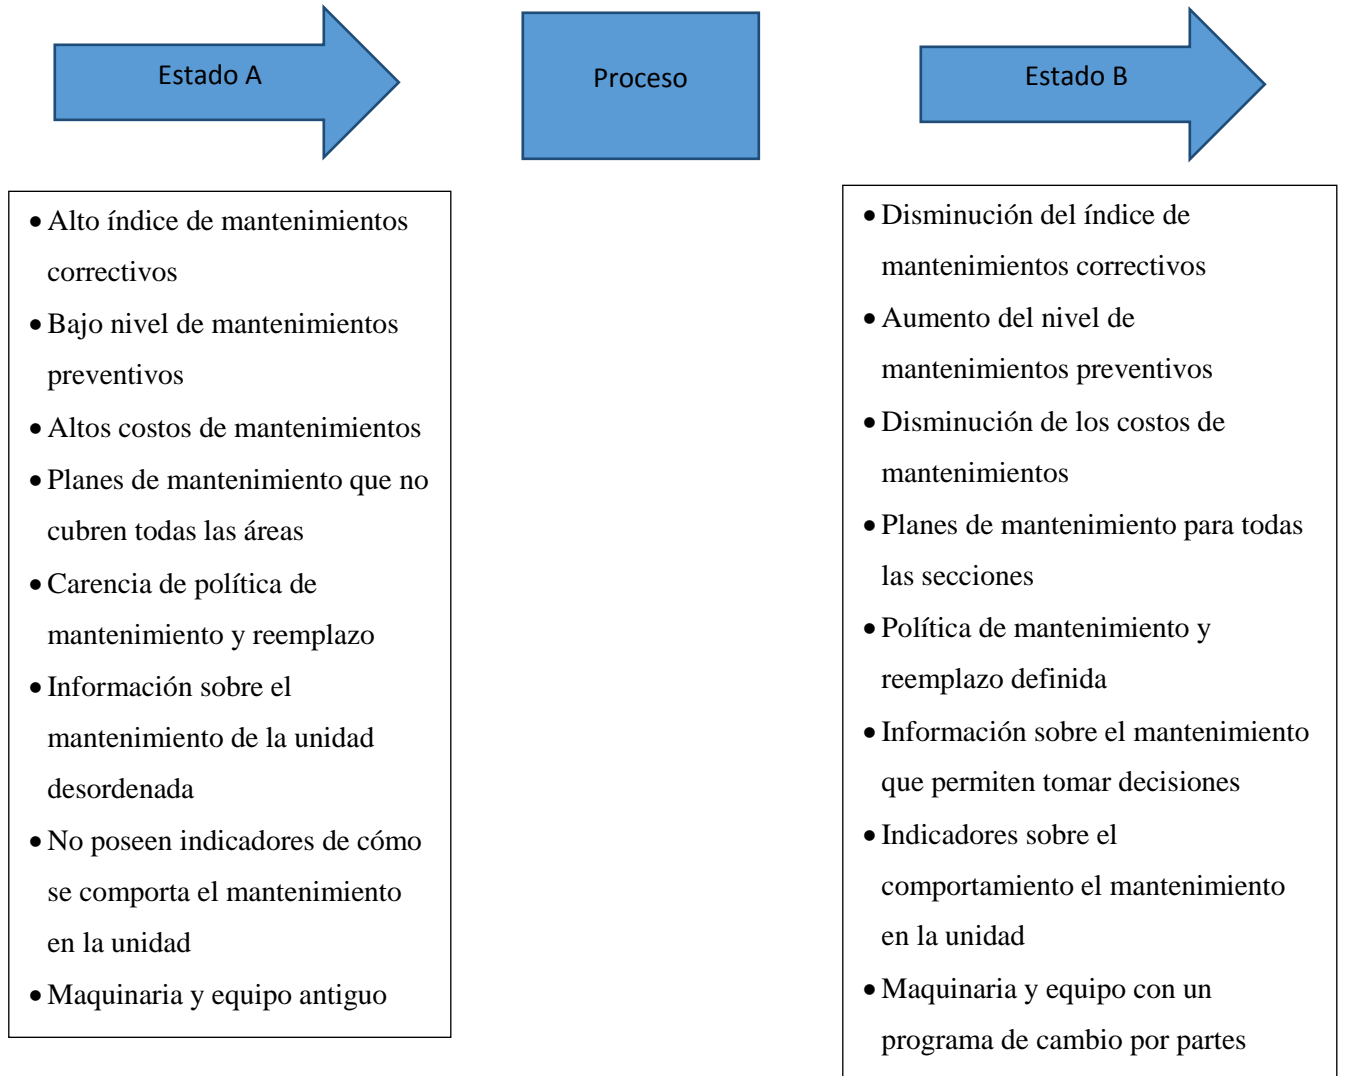 Estado A
Proceso
Estado B
• Alto índice de mantenimientos
correctivos
• Bajo nivel de mantenimientos
preventivos
• Altos costos de mantenimientos
• Planes de mantenimiento que no
cubren todas las áreas
• Carencia de política de
mantenimiento y reemplazo
• Información sobre el
mantenimiento de la unidad
desordenada
• No poseen indicadores de cómo
se comporta el mantenimiento
en la unidad
• Maquinaria y equipo antiguo
• Disminución del índice de
mantenimientos correctivos
• Aumento del nivel de
mantenimientos preventivos
• Disminución de los costos de
mantenimientos
• Planes de mantenimiento para todas
las secciones
• Política de mantenimiento y
reemplazo definida
• Información sobre el mantenimiento
que permiten tomar decisiones
• Indicadores sobre el
comportamiento el mantenimiento
en la unidad
• Maquinaria y equipo con un
programa de cambio por partes